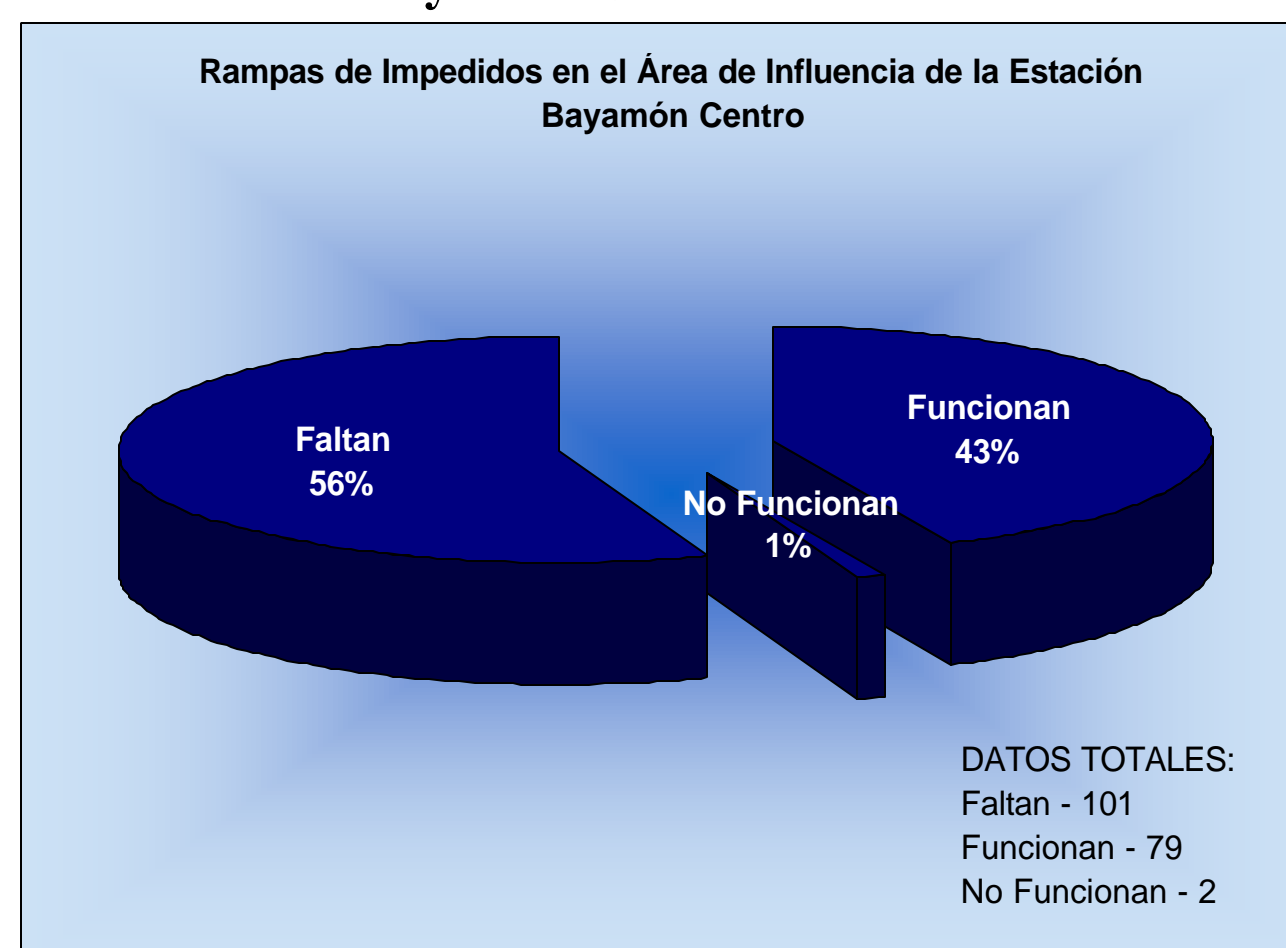 Rampas de Impedidos en el Área de Influencia de la Estación
Bayamón Centro
Funcionan
43%
Faltan
56%
No Funcionan
1%
DATOS TOTALES:
Faltan - 101
Funcionan - 79
No Funcionan - 2